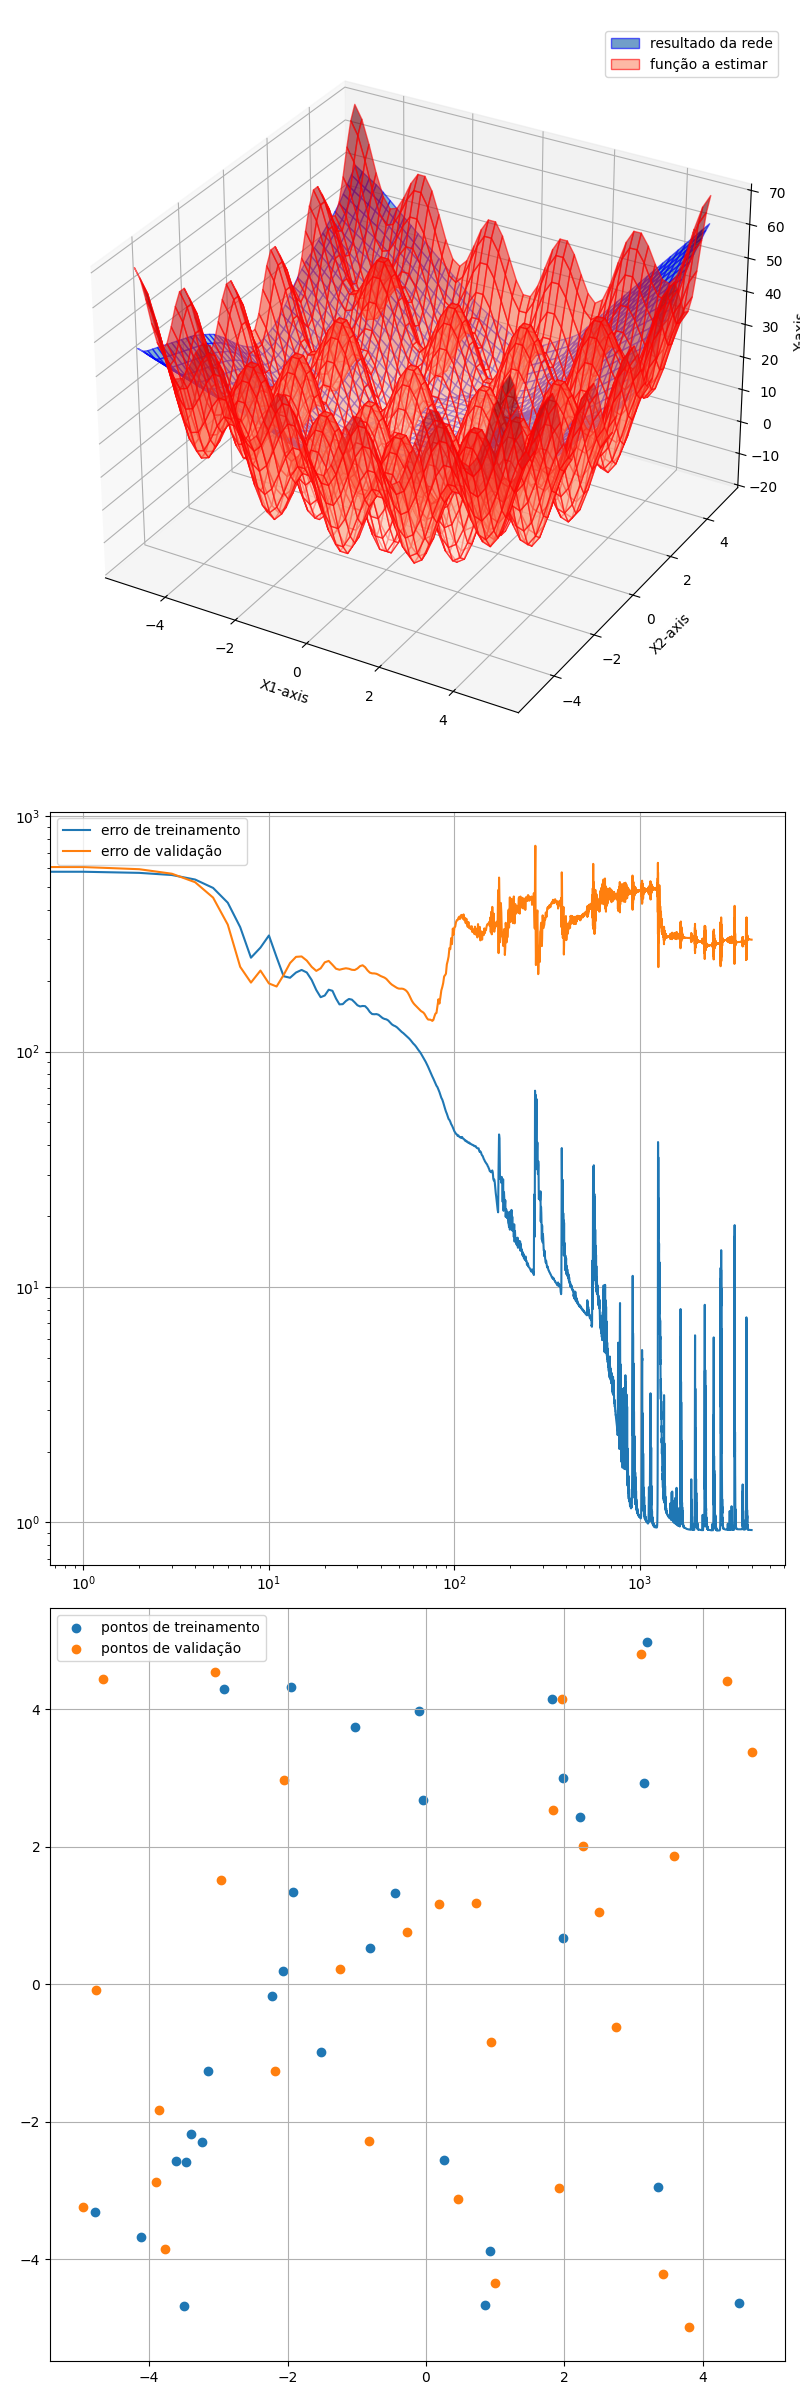 resultado da rede
função a estimar
70
60
50
40
30
20
10
0
−10
−20
Y-axis
4
2
0
−2
−4
X2-axis
−4
−2
0
2
4
X1-axis
erro de treinamento
erro de validação
10³
10²
10¹
10⁰
10⁰ 10¹ 10² 10³
pontos de treinamento
pontos de validação
4
2
0
−2
−4
−4 −2 0 2 4